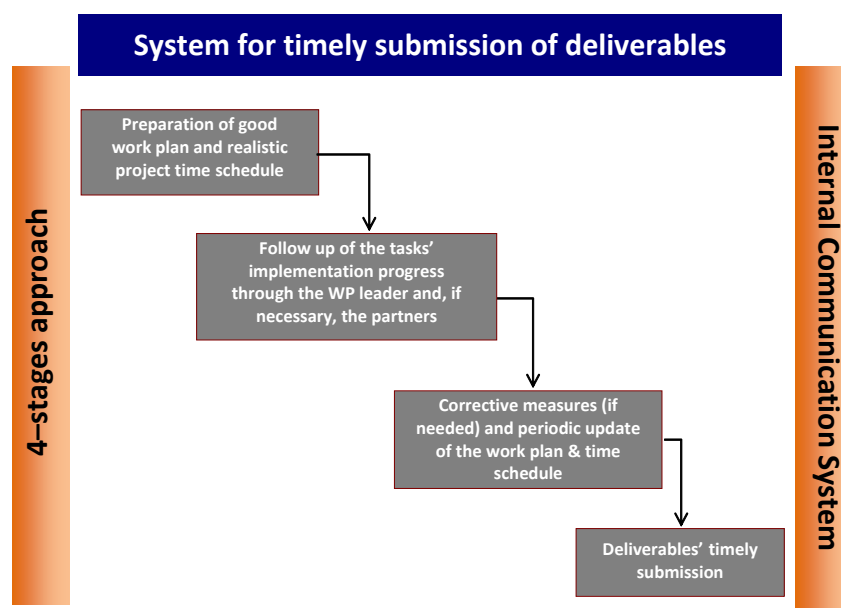 System for timely submission of deliverables
4–stages approach
Preparation of good
work plan and realistic
project time schedule
Follow up of the tasks’
implementation progress
through the WP leader and, if
necessary, the partners
Corrective measures (if
needed) and periodic update
of the work plan & time
schedule
Deliverables’ timely
submission
Internal Communication System